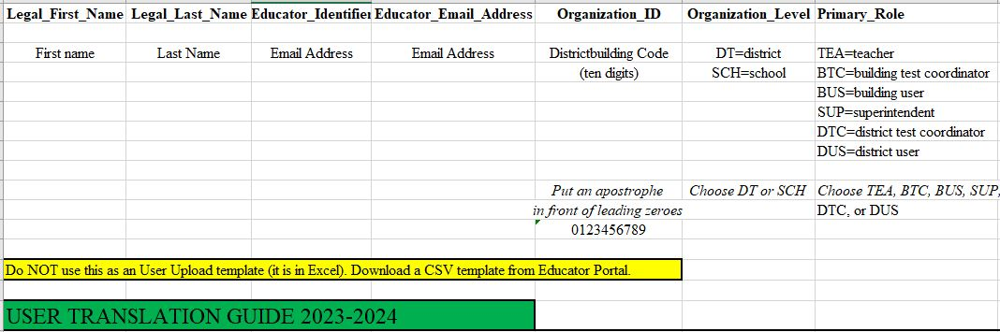 Legal_First_Name Legal_Last_Name Educator_Identifier Educator_Email_Address Organization_ID Organization_Level Primary_Role
First name Last Name Email Address Email Address Districtbuilding Code DT=district TEA=teacher
(ten digits) SCH=school BTC=building test coordinator
BUS=building user
SUP=superintendent
DTC=district test coordinator
DUS=district user
Put an apostrophe Choose DT or SCH Choose TEA, BTC, BUS, SUP,
in front of leading zeroes DTC, or DUS
0123456789
Do NOT use this as an User Upload template (it is in Excel). Download a CSV template from Educator Portal.
USER TRANSLATION GUIDE 2023-2024